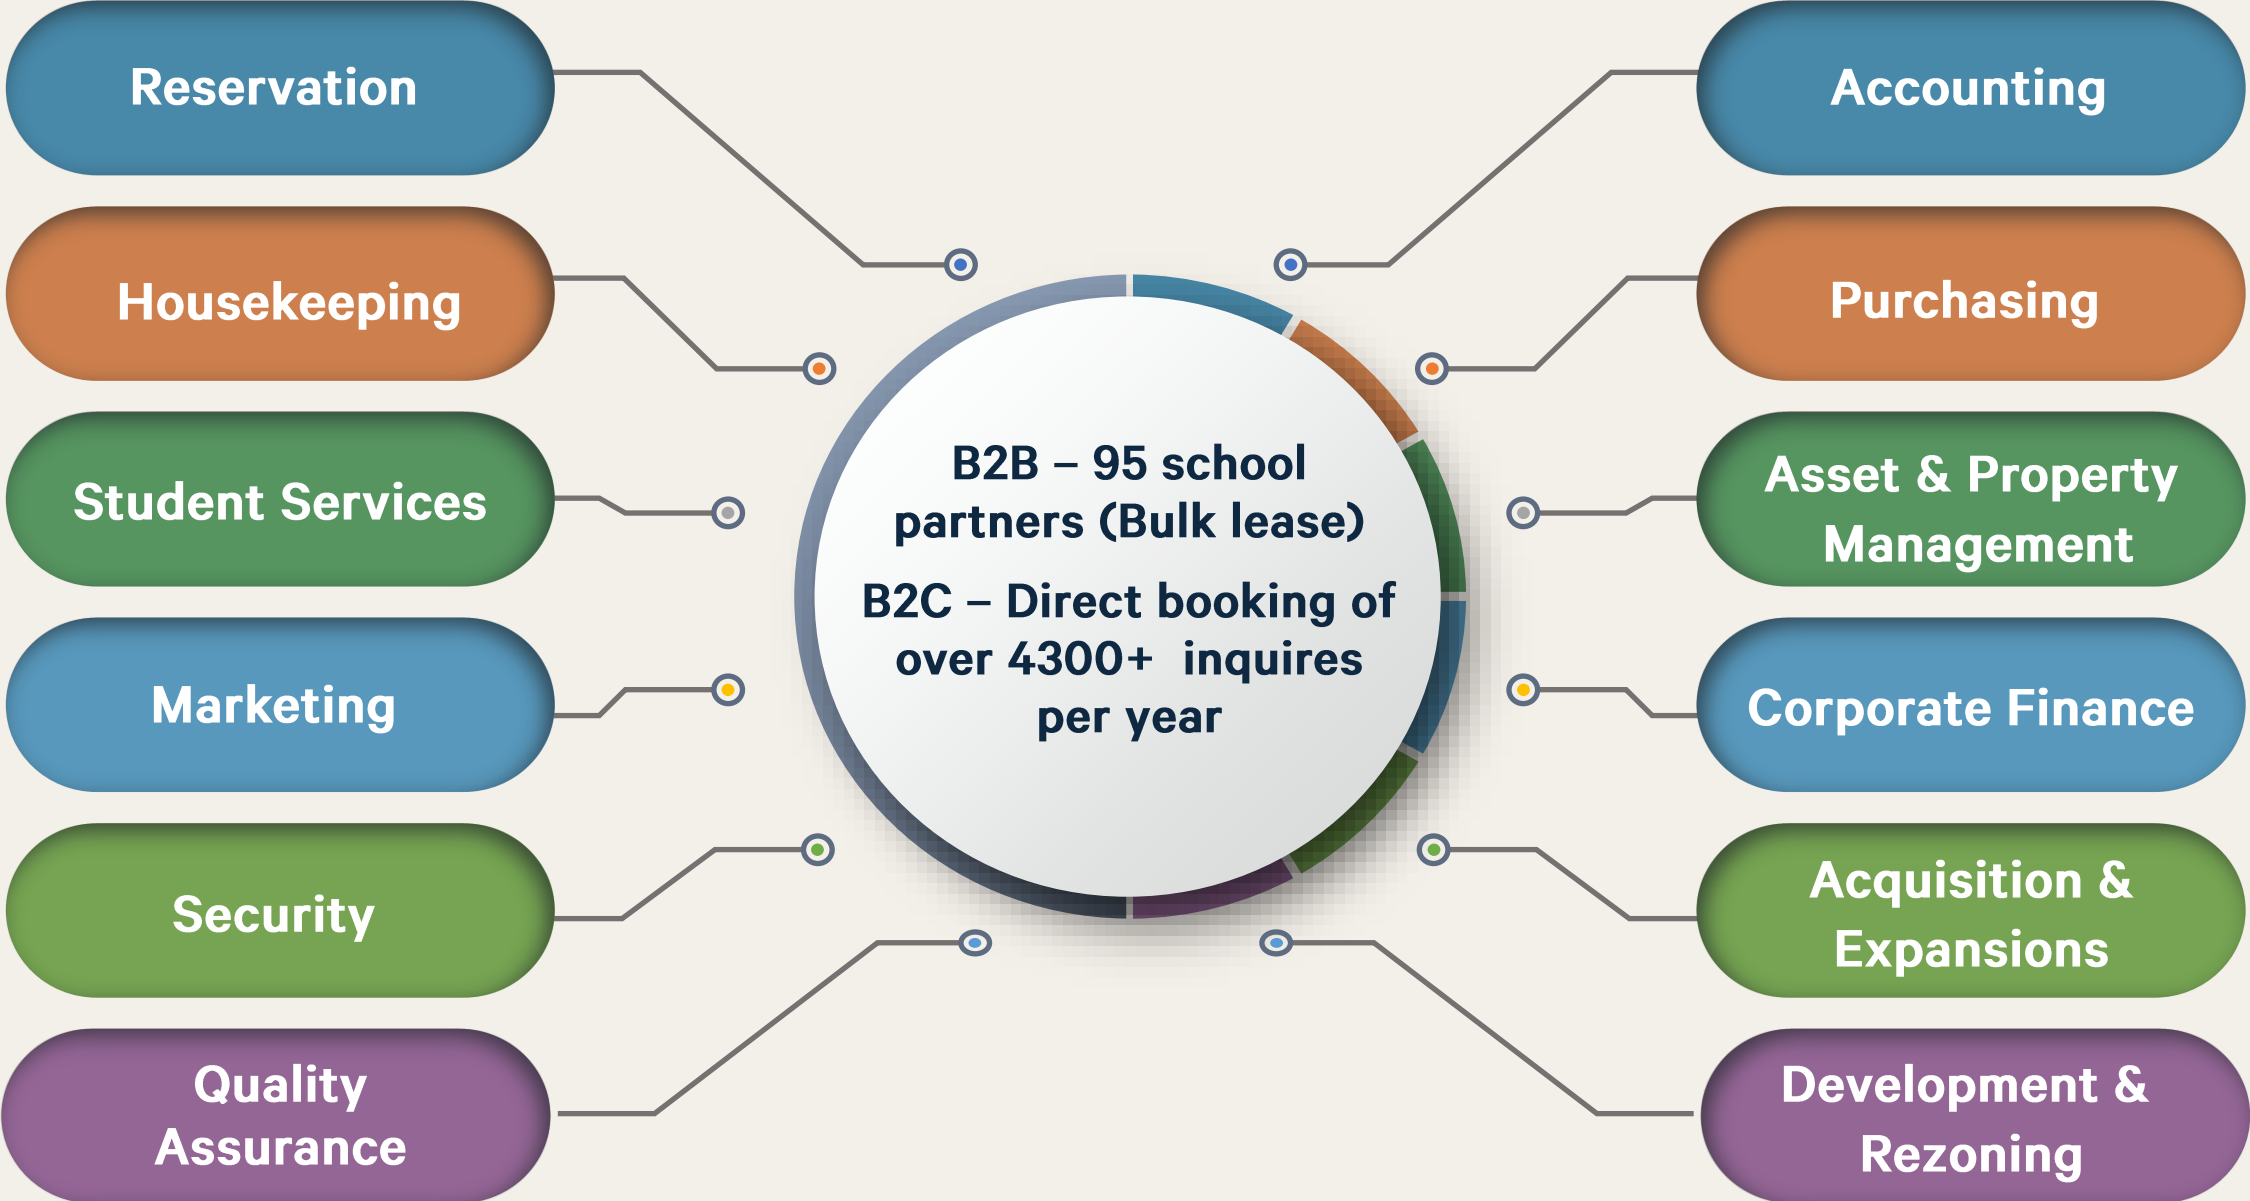 Reservation
Housekeeping
Student Services
Marketing
Security
Quality
Assurance
B2B – 95 school
partners (Bulk lease)
B2C – Direct booking of
over 4300+  inquires
per year
Accounting
Purchasing
Asset & Property
Management
Corporate Finance
Acquisition &
Expansions
Development &
Rezoning